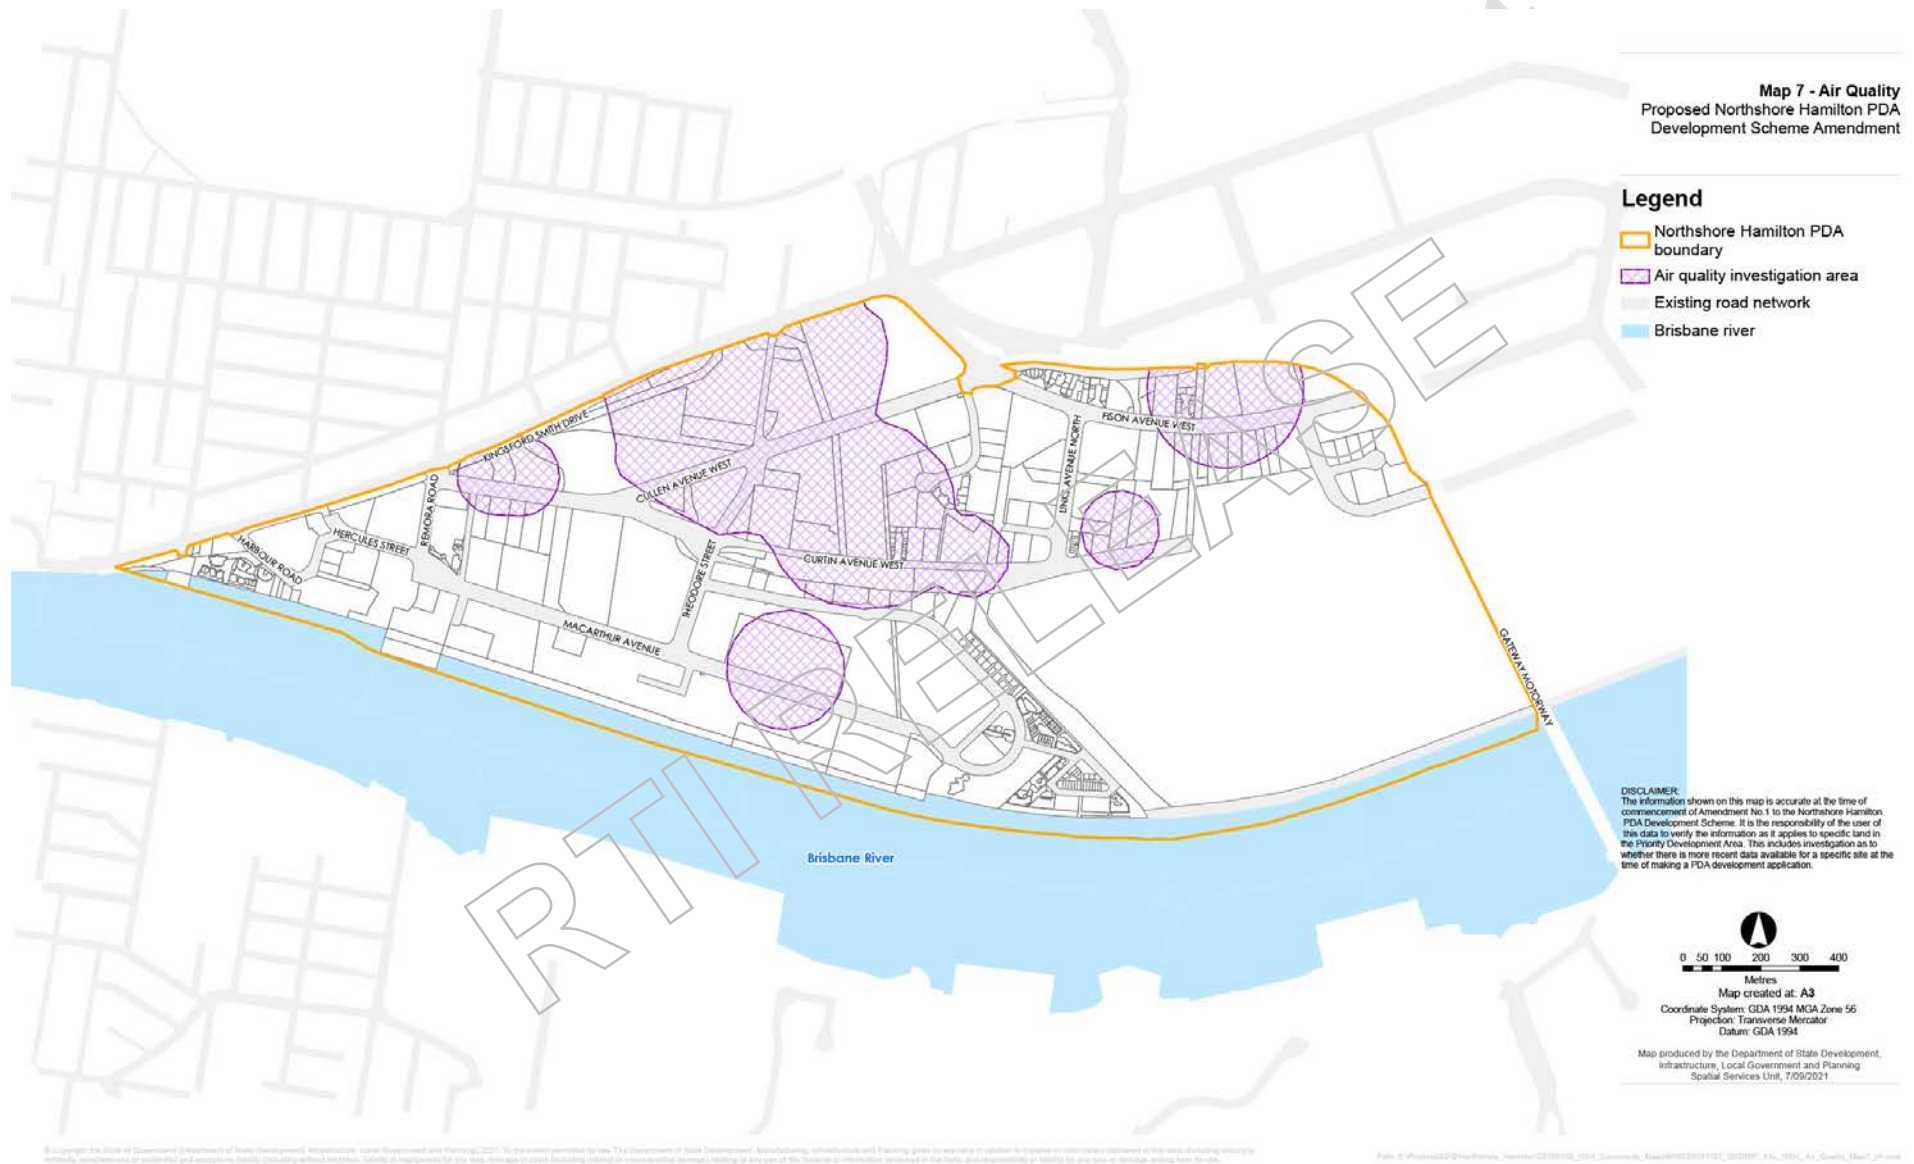 Map 7 - Air Quality
Proposed Northshore Hamilton PDA
Development Scheme Amendment
Legend
Northshore Hamilton PDA
boundary
Air quality investigation area
Existing road network
Brisbane river
KINGSFORD SMITH DRIVE
CULLEN AVENUE WEST
FISON AVENUE WEST
LINKS AVENUE NORTH
REMORA ROAD
HERCULES STREET
HARBOUR ROAD
THEODORE STREET
CURTIN AVENUE WEST
MACARTHUR AVENUE
GATEWAY MOTORWAY
Brisbane River
RTI RELEASE
DISCLAIMER:
The information shown on this map is accurate at the time of
commencement of Amendment No.1 to the Northshore Hamilton
PDA Development Scheme. It is the responsibility of the user of
this data to verify the information as it applies to specific land in
the Priority Development Area. This includes investigation as to
whether there is more recent data available for a specific site at the
time of making a PDA development application.
0 50 100 200 300 400
Metres
Map created at: A3
Coordinate System: GDA 1994 MGA Zone 56
Projection: Transverse Mercator
Datum: GDA 1994
Map produced by the Department of State Development,
Infrastructure, Local Government and Planning
Spatial Services Unit, 7/09/2021